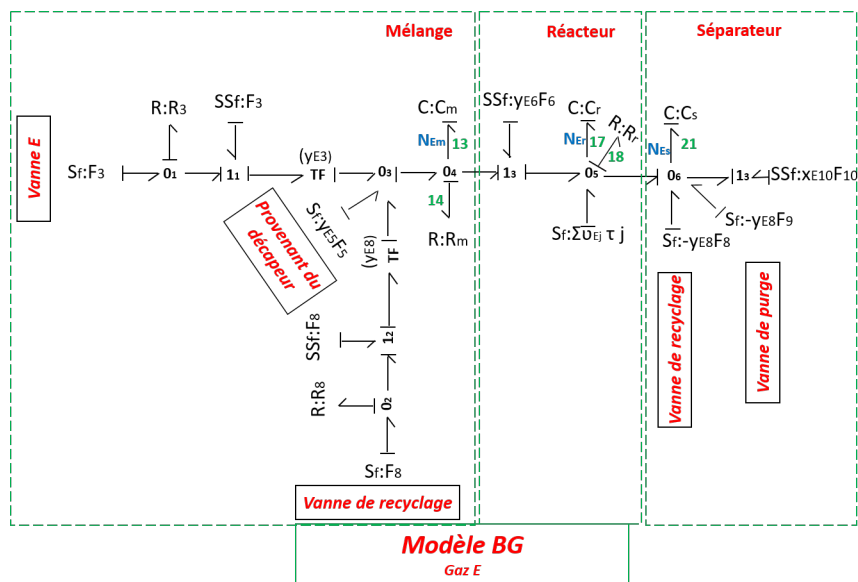 Mélange
Réacteur
Séparateur
Vanne E
R:R3
SSf:F3
C:Cm
SSf:yE6F6
C:Cr
R:Rr
C:Cs
NEm
13
NEr
17
18
NEs
21
(yE3)
Sf:F3
01
11
TF
03
04
13
05
06
13
SSf:xE10F10
14
R:Rm
Sf:yE5F5
Provenant du
décapeur
(yE8)
TF
Sf:ΣῡEj τ j
Sf:-yE8F9
Sf:-yE8F8
SSf:F8
12
R:R8
02
Sf:F8
Vanne de recyclage
Vanne de purge
Vanne de recyclage
Modèle BG
Gaz E